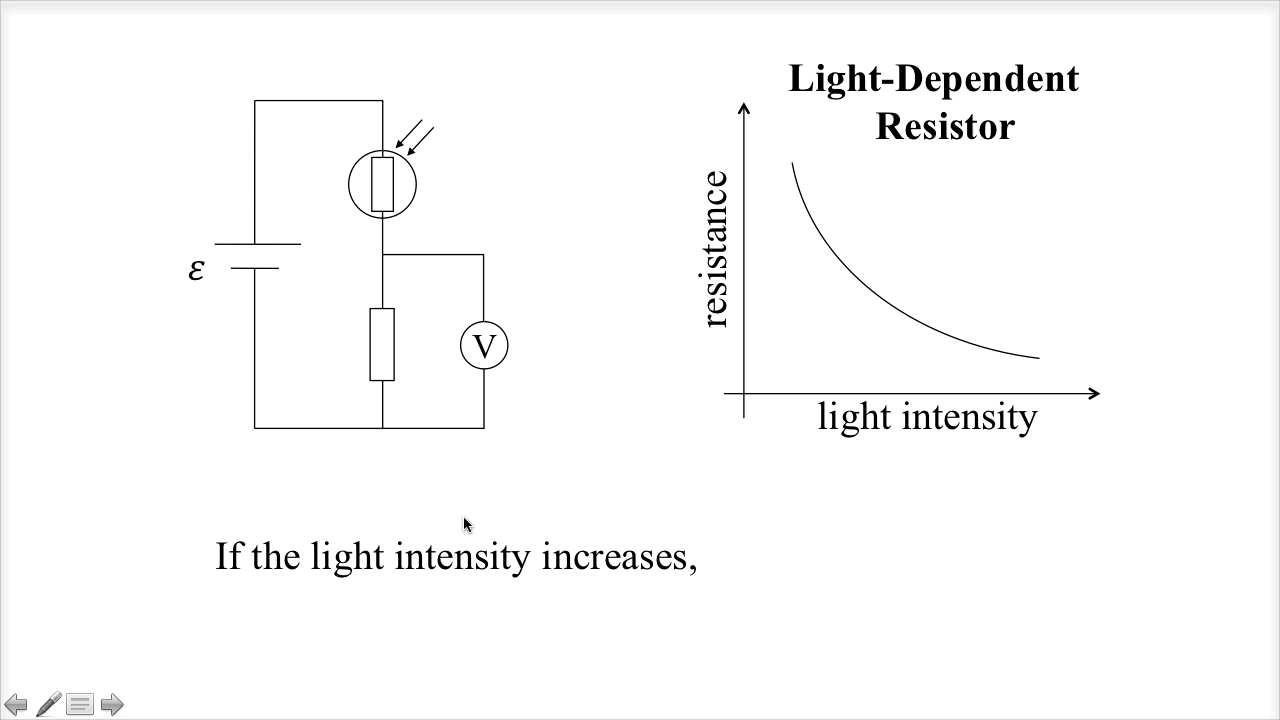 Light-Dependent
Resistor
ε
V
resistance
light intensity
If the light intensity increases,